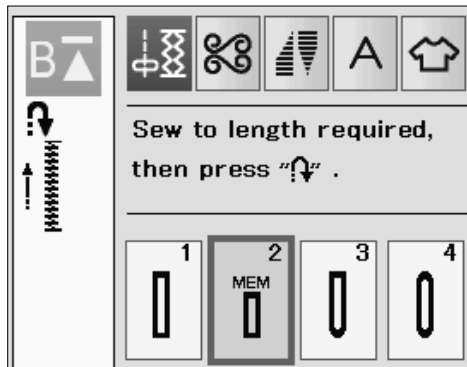 B
A
Sew to length required,
then press “ ” .
1
2
3
4
MEM